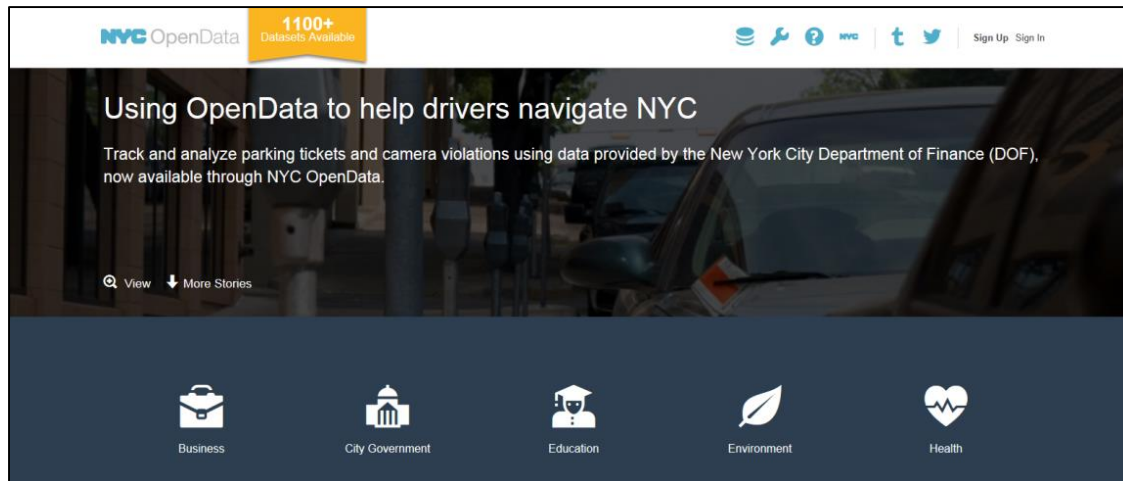 NYC OpenData
1100+
Datasets Available
NYC
t
Sign Up Sign In
Using OpenData to help drivers navigate NYC
Track and analyze parking tickets and camera violations using data provided by the New York City Department of Finance (DOF),
now available through NYC OpenData.
View More Stories
Business City Government Education Environment Health